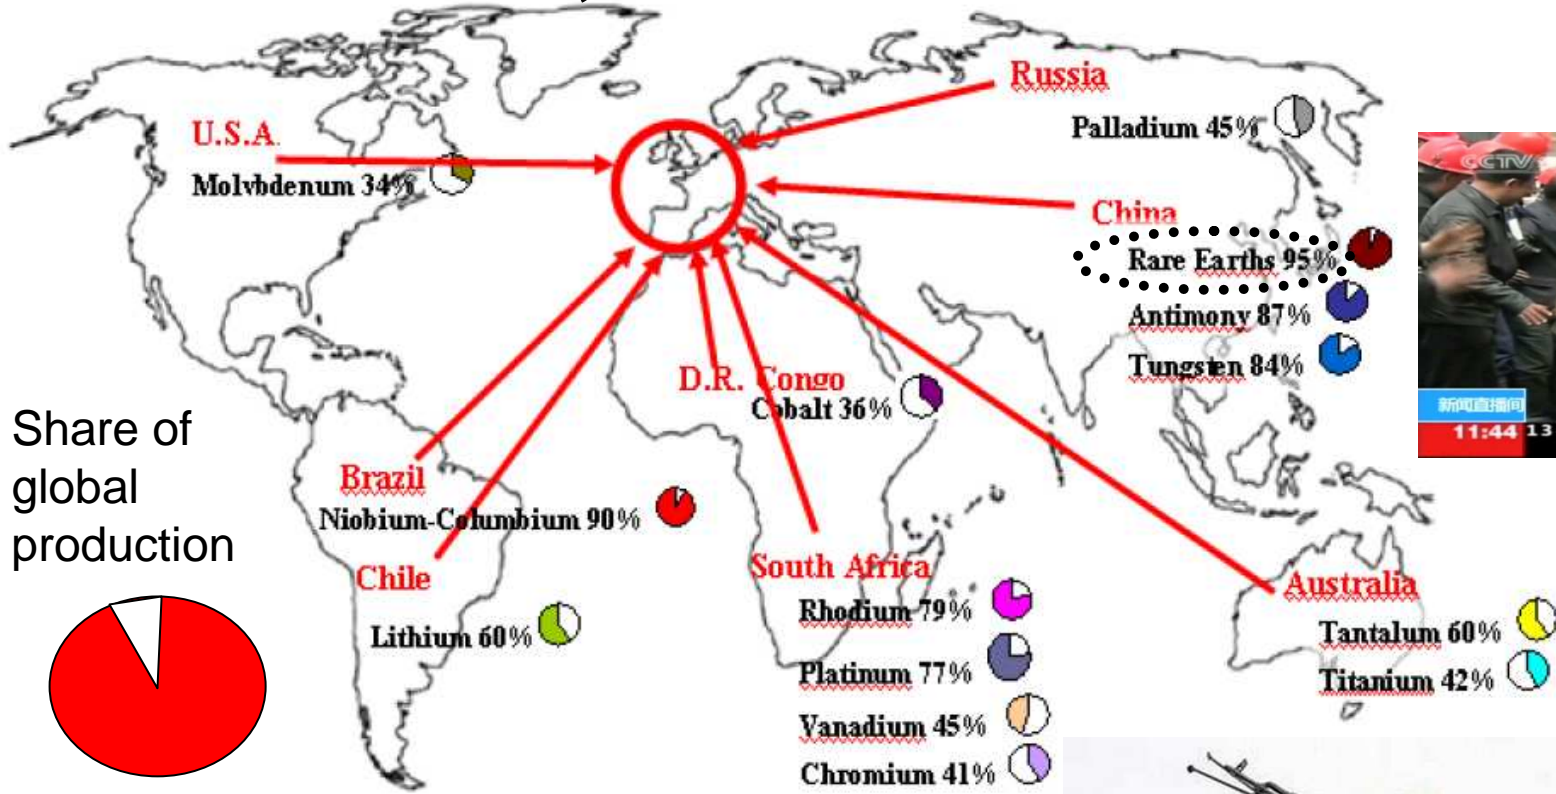 Russia
Palladium 45%
U.S.A.
Molybdenum 34%
CCTV
China
Rare Earths 95%
Antimony 87%
Tungsten 84%
D.R. Congo
Cobalt 36%
新闻直播间
11:44 13
Share of
global
production
Brazil
Niobium-Columbium 90%
Chile
Lithium 60%
South Africa
Rhodium 79%
Platinum 77%
Vanadium 45%
Chromium 41%
Australia
Tantalum 60%
Titanium 42%